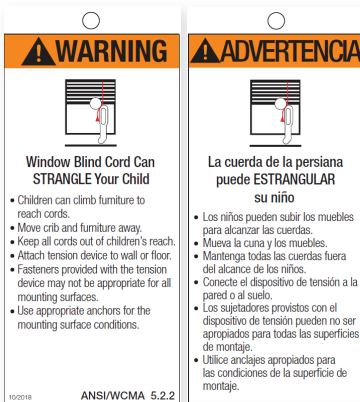 WARNING
Window Blind Cord Can
STRANGLE Your Child
• Children can climb furniture to
reach cords.
• Move crib and furniture away.
• Keep all cords out of children's reach.
• Attach tension device to wall or floor.
• Fasteners provided with the tension
device may not be appropriate for all
mounting surfaces.
• Use appropriate anchors for the
mounting surface conditions.
10/2018
ANSI/WCMA 5.2.2
ADVERTENCIA
La cuerda de la persiana
puede ESTRANGULAR
su niño
• Los niños pueden subir los muebles
para alcanzar las cuerdas.
• Mueva la cuna y los muebles.
• Mantenga todas las cuerdas fuera
del alcance de los niños.
• Conecte el dispositivo de tensión a la
pared o al suelo.
• Los sujetadores provistos con el
dispositivo de tensión pueden no ser
apropiados para todas las superficies
de montaje.
• Utilice anclajes apropiados para
las condiciones de la superficie de
montaje.